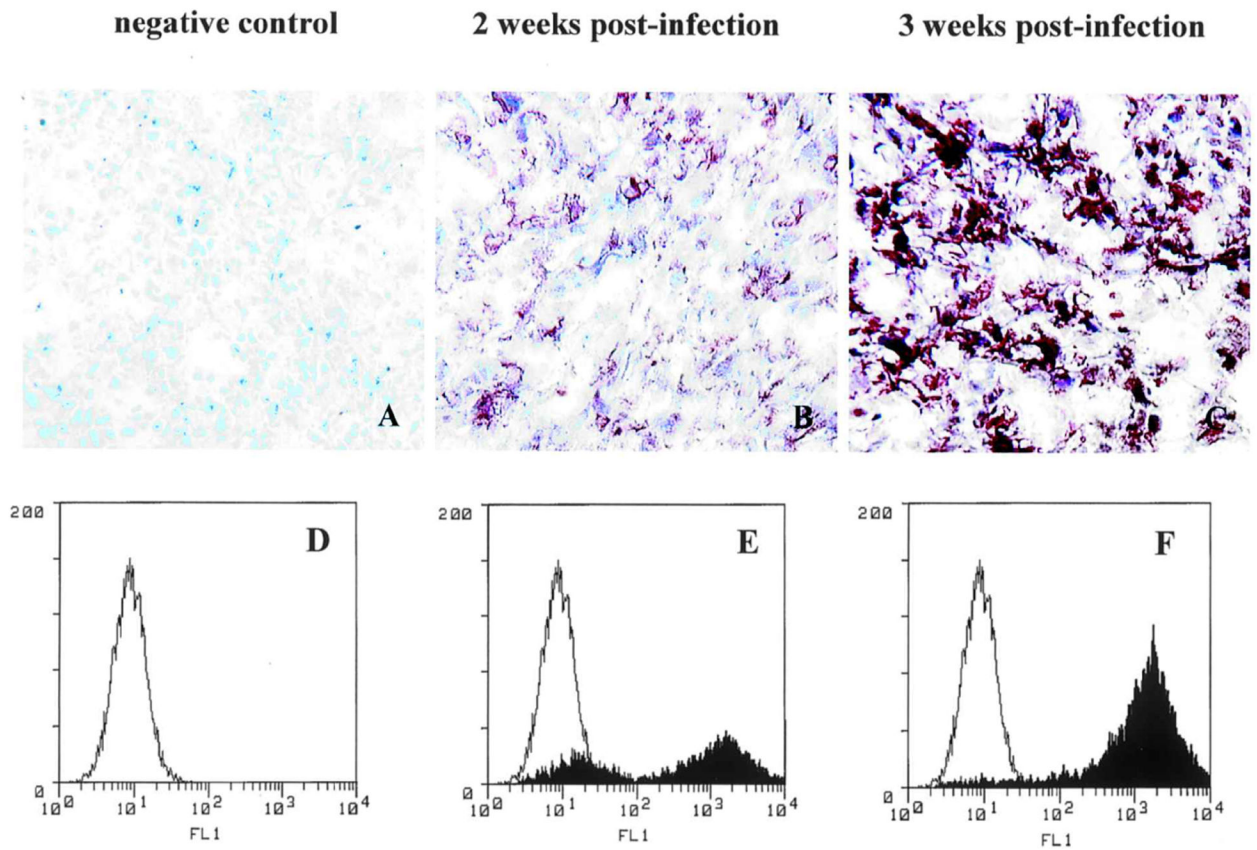 negative control 2 weeks post-infection 3 weeks post-infection
A B C
200 D 200 E 200 F
0 0 0
10⁰ 10¹ 10² 10³ 10⁴ 10⁰ 10¹ 10² 10³ 10⁴ 10⁰ 10¹ 10² 10³ 10⁴
FL1 FL1 FL1